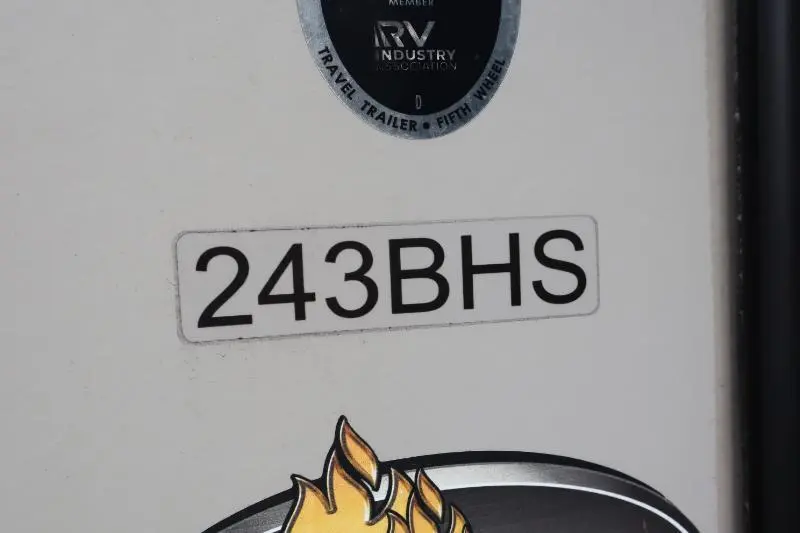 MEMBER
RV
INDUSTRY
ASSOCIATION
D
TRAVEL TRAILER • FIFTH WHEEL
243BHS